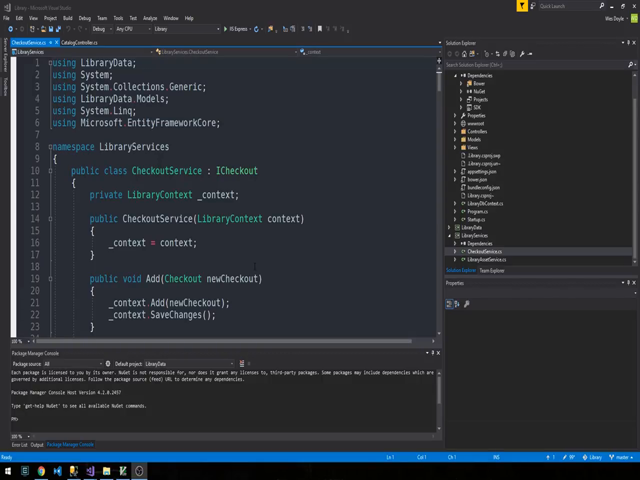 Library - Microsoft Visual Studio
Quick Launch (Ctrl+Q)
Wes Doyle
File Edit View Project Build Debug Team Tools Test Analyze Window Help
Debug Any CPU Library IIS Express
CheckoutService.cs CatalogController.cs
LibraryServices LibraryServices.CheckoutService _context
1 using LibraryData;
2 using System;
3 using System.Collections.Generic;
4 using LibraryData.Models;
5 using System.Linq;
6 using Microsoft.EntityFrameworkCore;
7
8 namespace LibraryServices
9 {
10 public class CheckoutService : ICheckout
11 {
12 private LibraryContext _context;
13
14 public CheckoutService(LibraryContext context)
15 {
16 _context = context;
17 }
18
19 public void Add(Checkout newCheckout)
20 {
21 _context.Add(newCheckout);
22 _context.SaveChanges();
23 }
100 %
Server Explorer
Toolbox
Solution Explorer
Search Solution Explorer (Ctrl+;)
Dependencies
Bower
NuGet
Projects
SDK
Properties
wwwroot
Controllers
Models
Views
.Library.csproj.swp
.Library.csproj.un~
appsettings.json
bower.json
bundleconfig.json
Library.csproj~
LibraryDbContext.cs
Program.cs
Startup.cs
LibraryData
LibraryServices
Dependencies
CheckoutService.cs
LibraryAssetService.cs
Solution Explorer Team Explorer
Properties
Package Manager Console
Package source: All Default project: LibraryData
Each package is licensed to you by its owner. NuGet is not responsible for, nor does it grant any licenses to, third-party packages. Some packages may include dependencies which are
governed by additional licenses. Follow the package source (feed) URL to determine any dependencies.
Package Manager Console Host Version 4.2.0.2457
Type 'get-help NuGet' to see all available NuGet commands.
PM>
100 %
Error List Output Package Manager Console
Ln 1 Col 1 Ch 1 INS Library master